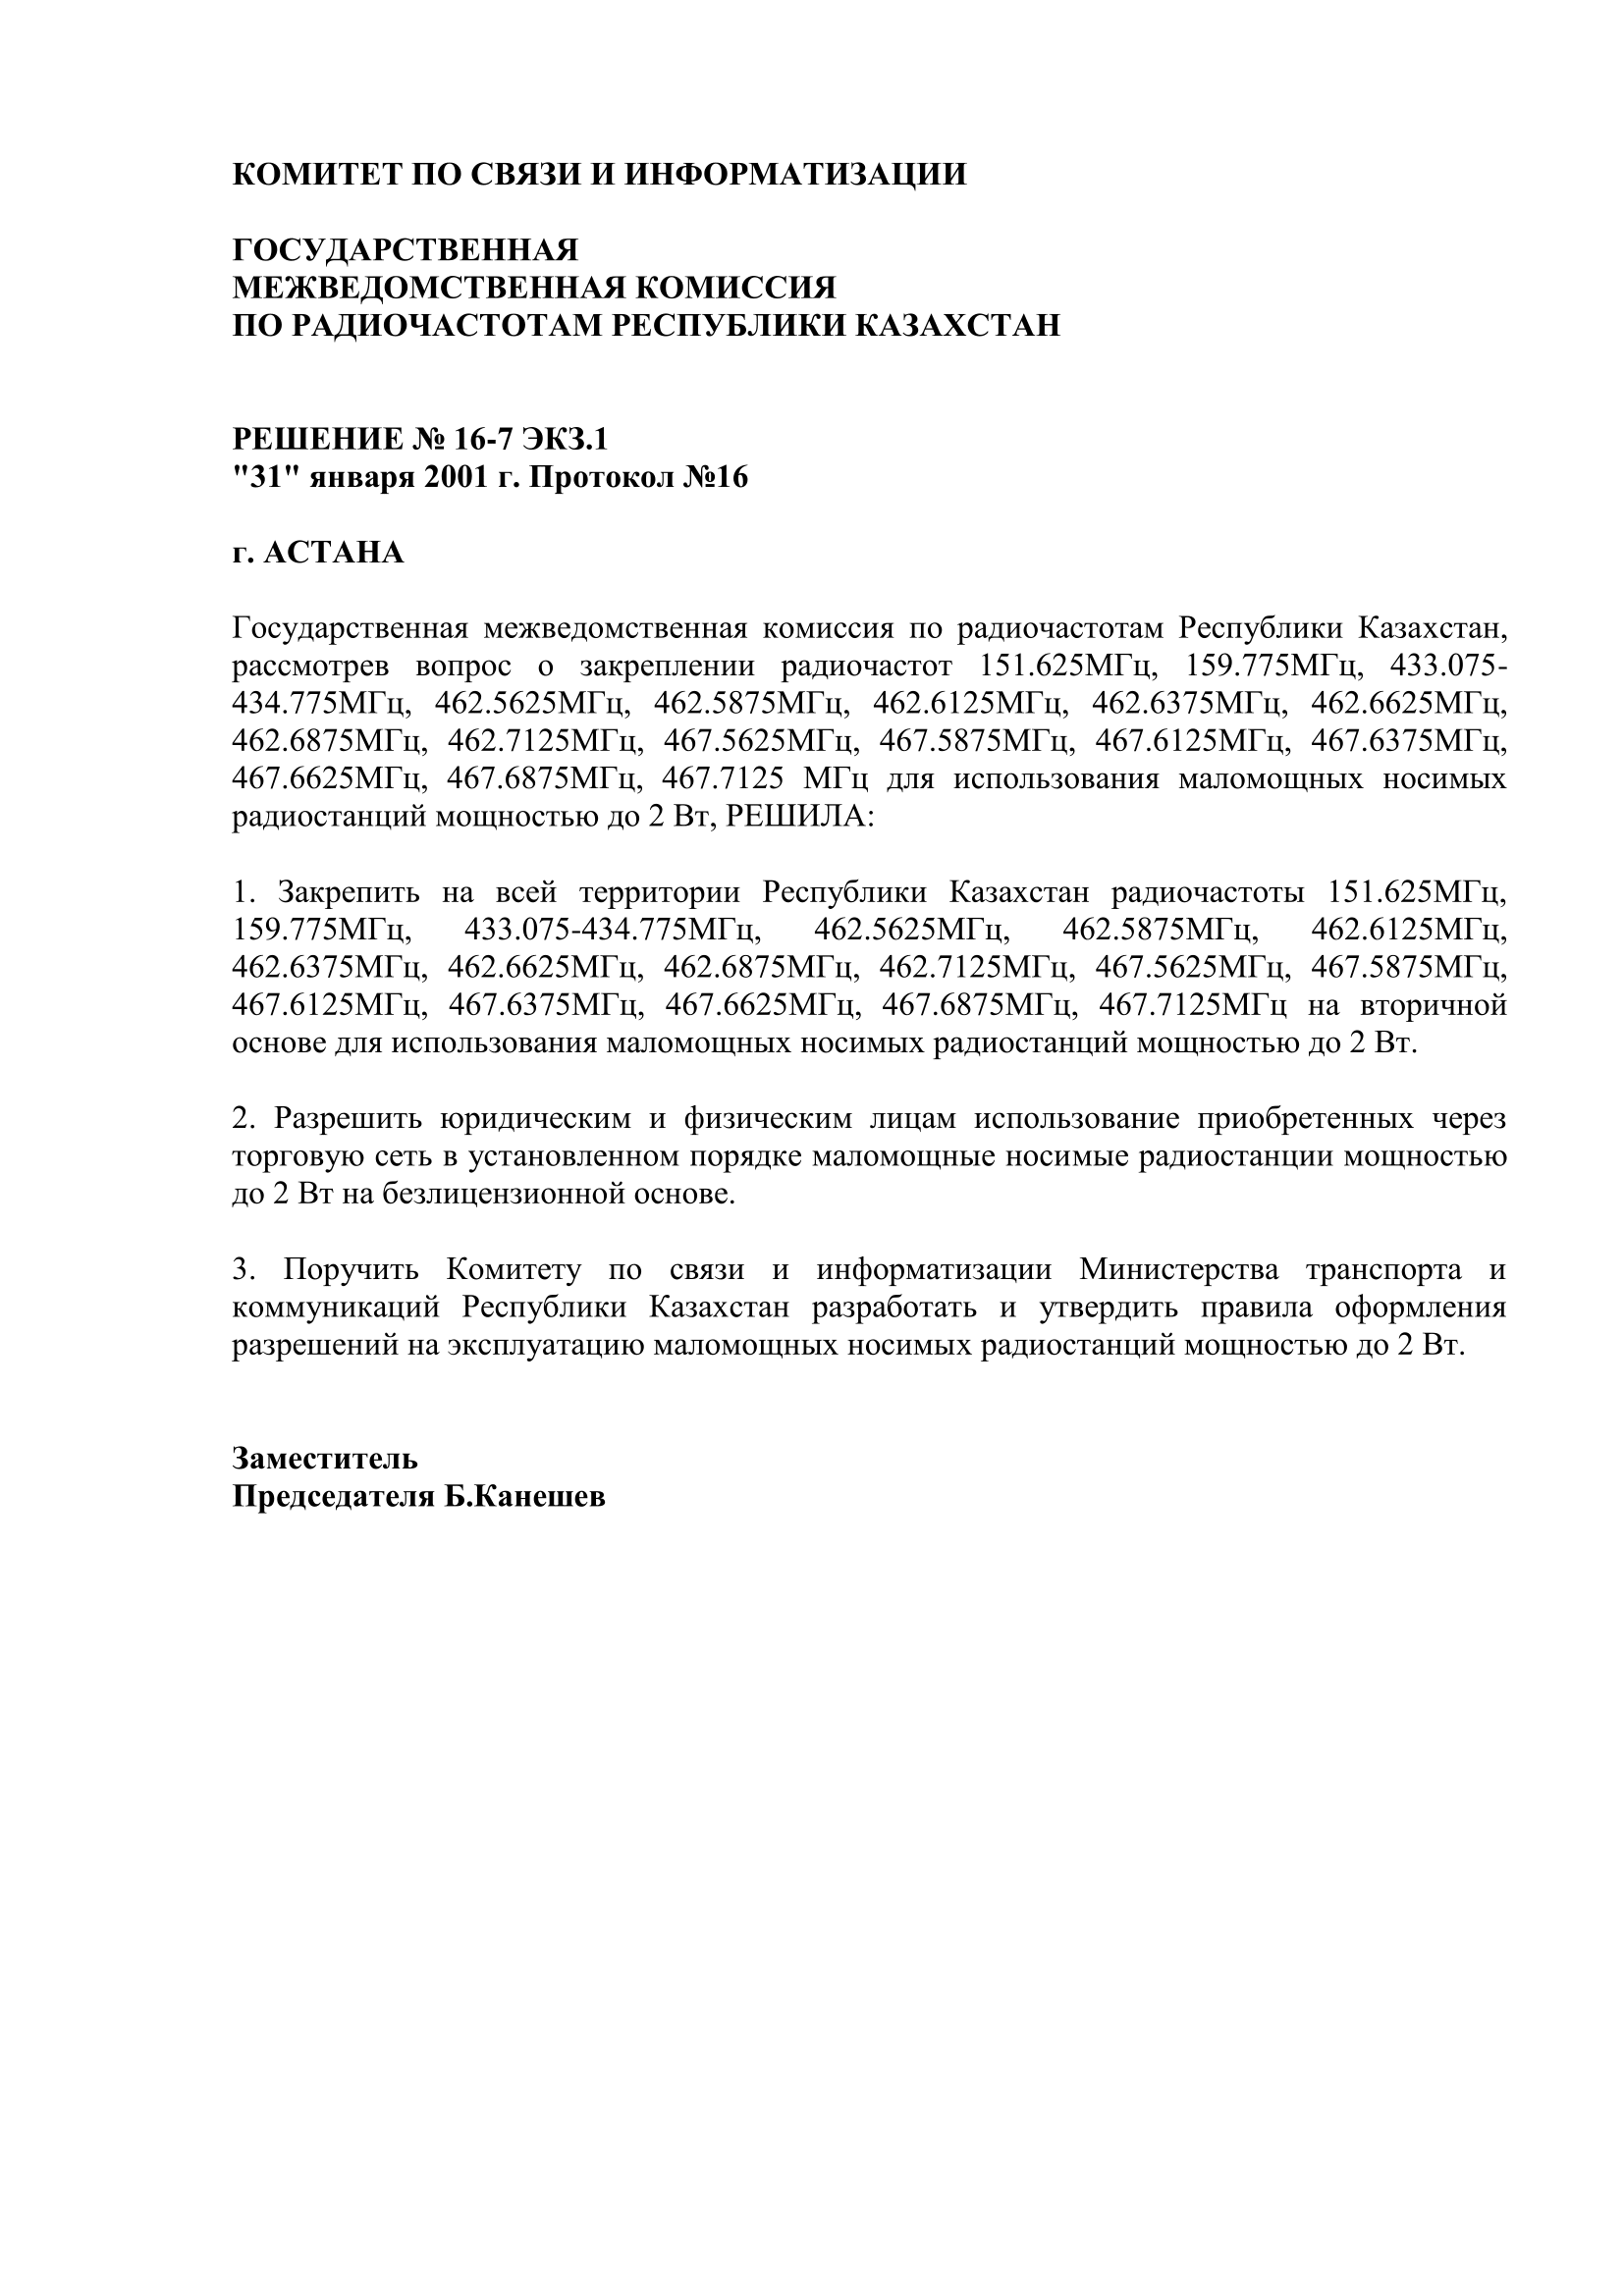 КОМИТЕТ ПО СВЯЗИ И ИНФОРМАТИЗАЦИИ
ГОСУДАРСТВЕННАЯ
МЕЖВЕДОМСТВЕННАЯ КОМИССИЯ
ПО РАДИОЧАСТОТАМ РЕСПУБЛИКИ КАЗАХСТАН
РЕШЕНИЕ № 16-7 ЭКЗ.1
"31" января 2001 г. Протокол №16
г. АСТАНА
Государственная межведомственная комиссия по радиочастотам Республики Казахстан,
рассмотрев вопрос о закреплении радиочастот 151.625МГц, 159.775МГц, 433.075-
434.775МГц, 462.5625МГц, 462.5875МГц, 462.6125МГц, 462.6375МГц, 462.6625МГц,
462.6875МГц, 462.7125МГц, 467.5625МГц, 467.5875МГц, 467.6125МГц, 467.6375МГц,
467.6625МГц, 467.6875МГц, 467.7125 МГц для использования маломощных носимых
радиостанций мощностью до 2 Вт, РЕШИЛА:
1. Закрепить на всей территории Республики Казахстан радиочастоты 151.625МГц,
159.775МГц, 433.075-434.775МГц, 462.5625МГц, 462.5875МГц, 462.6125МГц,
462.6375МГц, 462.6625МГц, 462.6875МГц, 462.7125МГц, 467.5625МГц, 467.5875МГц,
467.6125МГц, 467.6375МГц, 467.6625МГц, 467.6875МГц, 467.7125МГц на вторичной
основе для использования маломощных носимых радиостанций мощностью до 2 Вт.
2. Разрешить юридическим и физическим лицам использование приобретенных через
торговую сеть в установленном порядке маломощные носимые радиостанции мощностью
до 2 Вт на безлицензионной основе.
3. Поручить Комитету по связи и информатизации Министерства транспорта и
коммуникаций Республики Казахстан разработать и утвердить правила оформления
разрешений на эксплуатацию маломощных носимых радиостанций мощностью до 2 Вт.
Заместитель
Председателя Б.Канешев